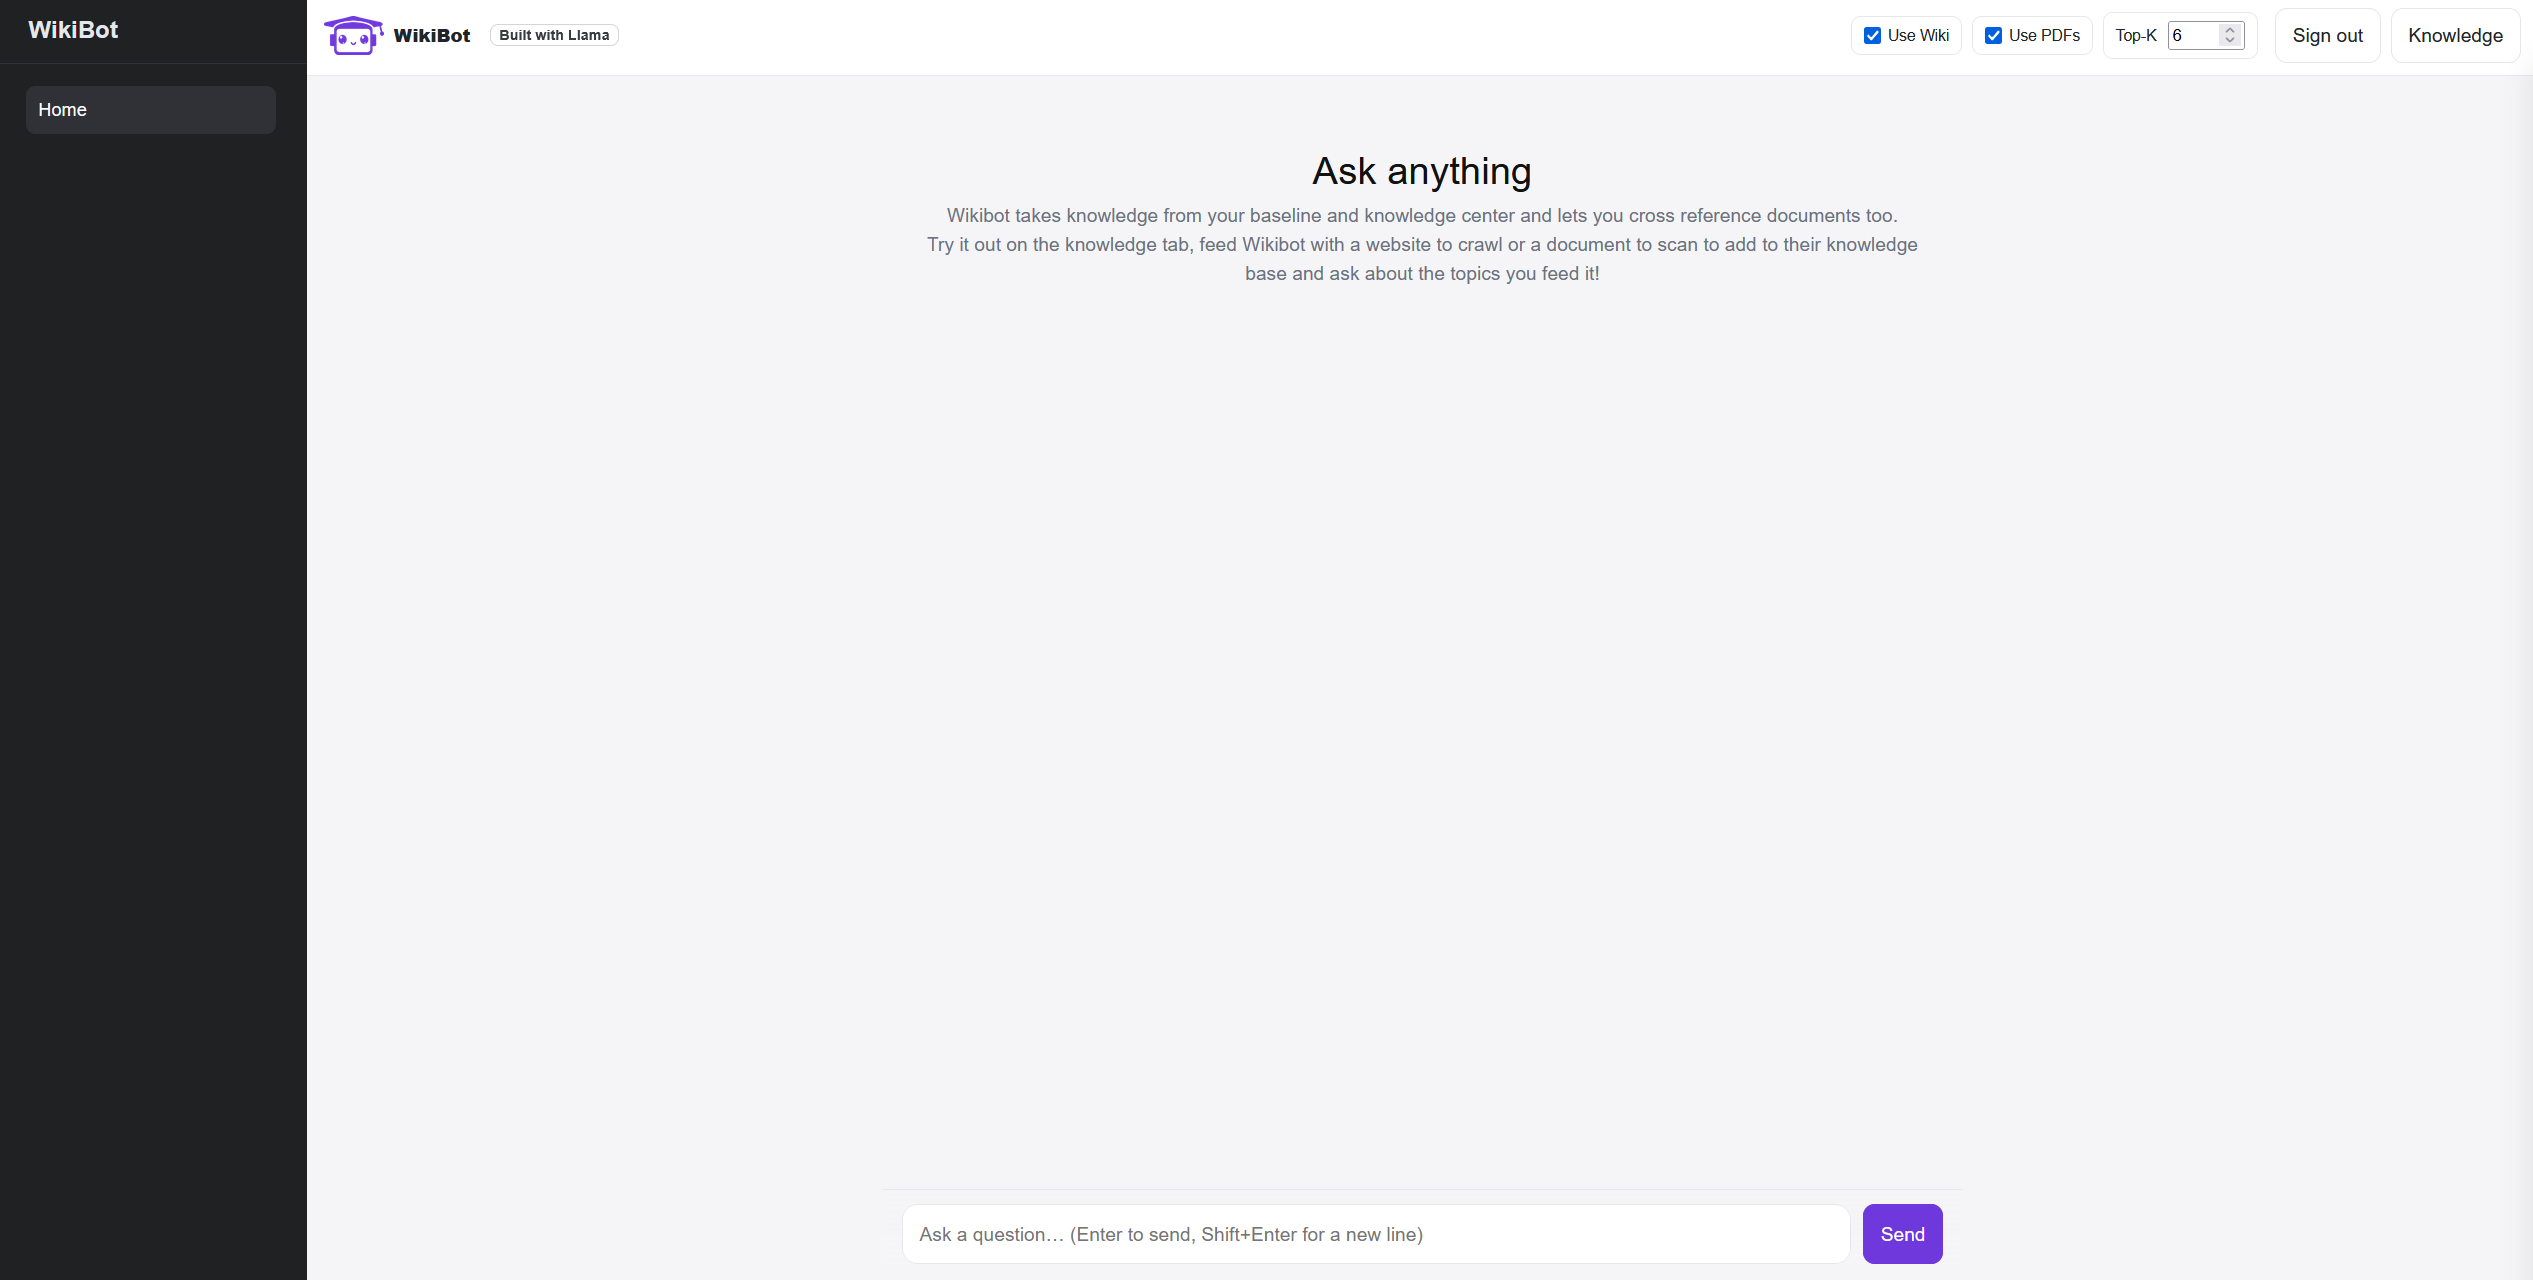 WikiBot
Home
WikiBot
Built with Llama
Use Wiki
Use PDFs
Top-K 6
Sign out
Knowledge
Ask anything
Wikibot takes knowledge from your baseline and knowledge center and lets you cross reference documents too.
Try it out on the knowledge tab, feed Wikibot with a website to crawl or a document to scan to add to their knowledge
base and ask about the topics you feed it!
Ask a question… (Enter to send, Shift+Enter for a new line)
Send